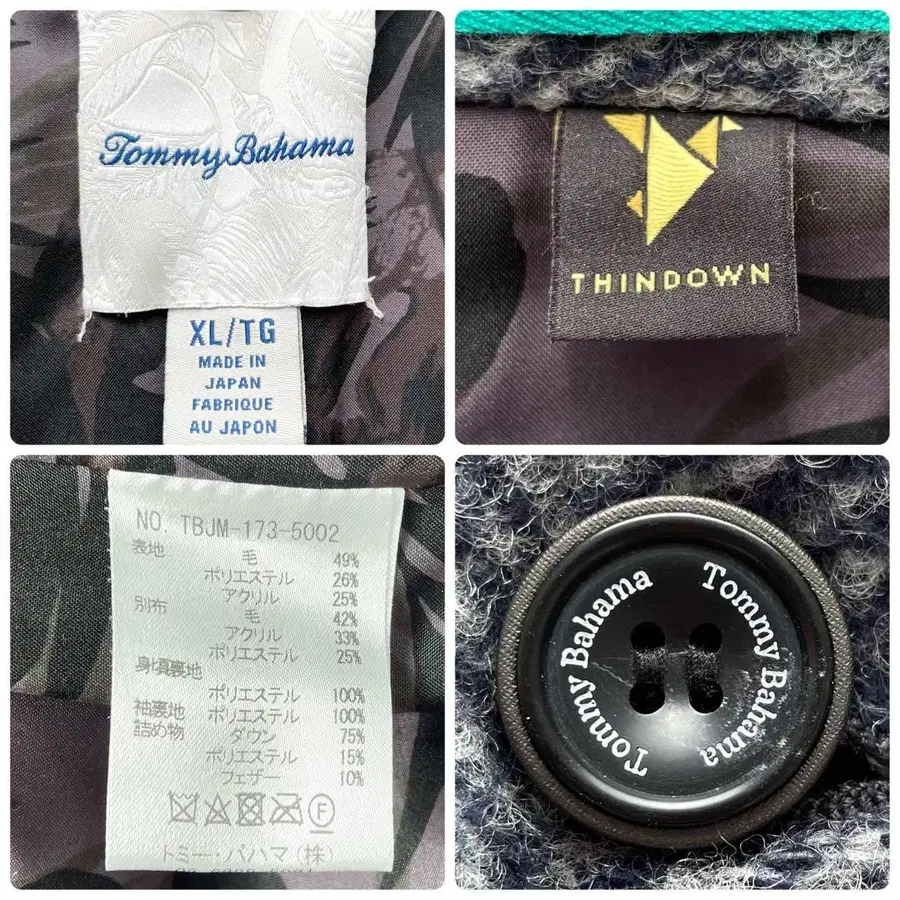 Tommy Bahama
XL/TG
MADE IN
JAPAN
FABRIQUE
AU JAPON
THINDOWN
NO. TBJM-173-5002
表地
毛 49%
ポリエステル 26%
アクリル 25%
別布
毛 42%
アクリル 33%
ポリエステル 25%
身頃裏地
ポリエステル 100%
袖裏地 ポリエステル 100%
詰め物 ダウン 75%
ポリエステル 15%
フェザー 10%
F
トミー・バハマ(株)
Tommy Bahama
Tommy Bahama